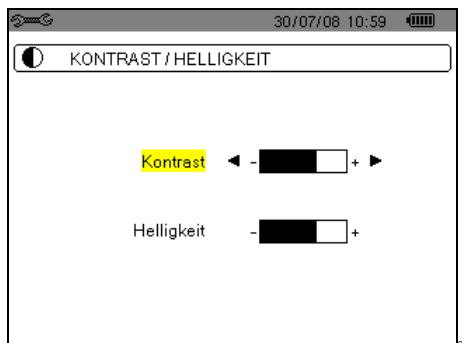 30/07/08 10:59
KONTRAST / HELLIGKEIT
Kontrast ◄ - + ►
Helligkeit - +